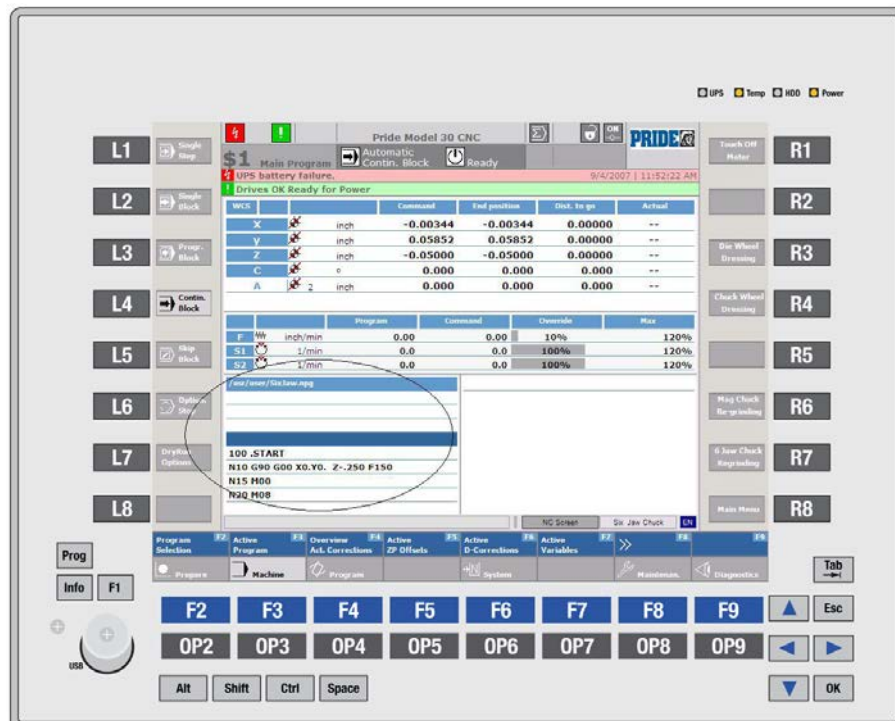 UPS Temp HDD Power
Pride Model 30 CNC
ON
PRIDE
$1 Main Program
Automatic
Contin. Block
Ready
UPS battery failure. 9/4/2007 | 11:52:22 AM
Drives OK Ready for Power
WCS Command End position Dist. to go Actual
X inch -0.00344 -0.00344 0.00000 --
y inch 0.05852 0.05852 0.00000 --
Z inch -0.05000 -0.05000 0.00000 --
C ° 0.000 0.000 0.000 --
A 2 inch 0.000 0.000 0.000 --
Program Command Override Max
F inch/min 0.00 0.00 10% 120%
S1 1/min 0.0 0.0 100% 120%
S2 1/min 0.0 0.0 100% 120%
/usr/user/SixJaw.npg
100 .START
N10 G90 G00 X0.Y0. Z-.250 F150
N15 M00
N20 M08
NC Screen Six Jaw Chuck EN
L1 Single
Step
L2 Single
Block
L3 Progr.
Block
L4 Contin.
Block
L5 Skip
Block
L6 Option
Stop
L7 DryRun
Options
L8
Touch Off
R1
R2
Die Wheel
Dressing R3
Chuck Wheel
Dressing R4
R5
Mag Chuck
Re-grinding R6
6 Jaw Chuck
Regrinding R7
Main Menu R8
Program
Selection F2
Active
Program F3
Overview
Act. Corrections F4
Active
ZP Offsets F5
Active
D-Corrections F6
Active
Variables F7
>> F8
F9
Prepare Machine Program System Maintenan. Diagnostics
Prog
Info F1
USB
F2 F3 F4 F5 F6 F7 F8 F9
OP2 OP3 OP4 OP5 OP6 OP7 OP8 OP9
Alt Shift Ctrl Space
Tab
Esc
OK